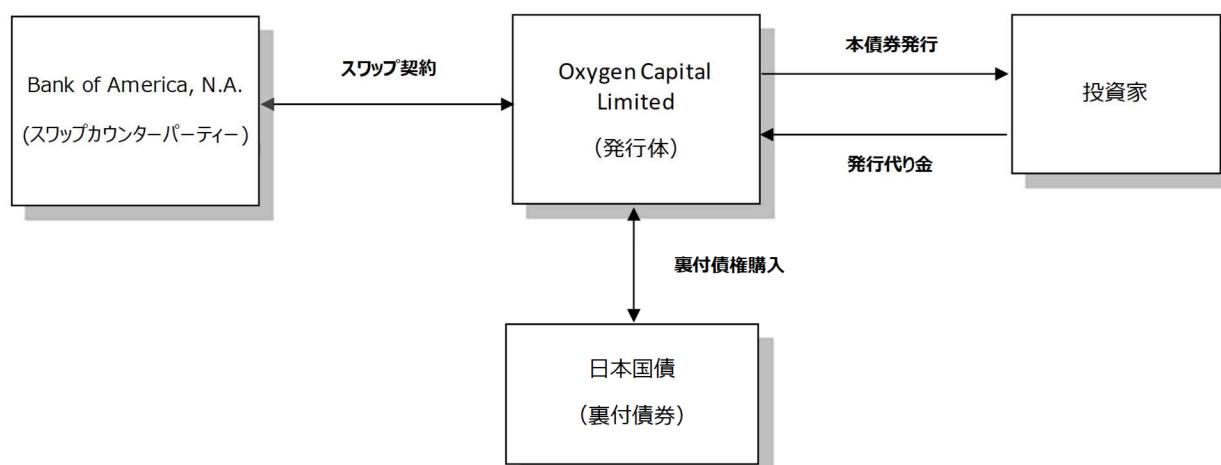 Bank of America, N.A.
(スワップカウンターパーティー)
スワップ契約
Oxygen Capital
Limited
(発行体)
本債券発行
発行代り金
投資家
裏付債権購入
日本国債
(裏付債券)